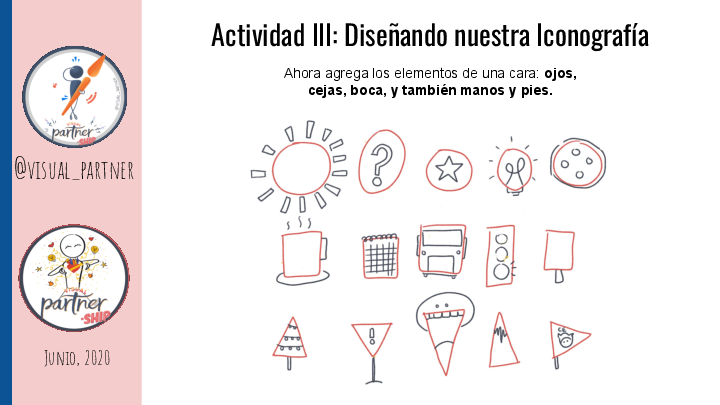 Actividad III: Diseñando nuestra Iconografía
Ahora agrega los elementos de una cara: ojos,
cejas, boca, y también manos y pies.
partner
SHIP
@VISUAL_PARTNER
VISUAL
partner
-SHIP
JUNIO, 2020
?
!